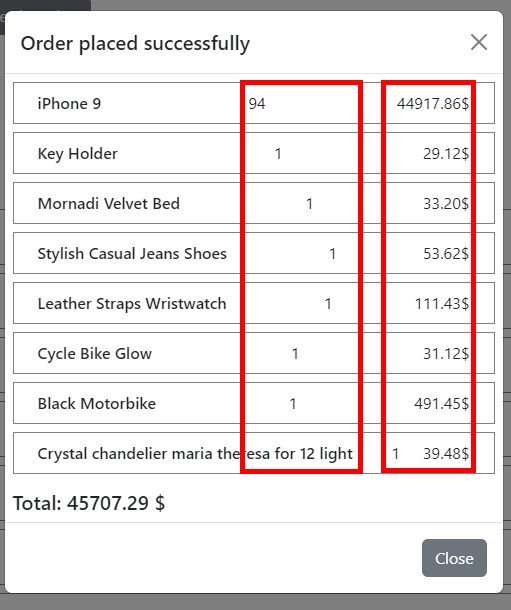 Order placed successfully
iPhone 9 94 44917.86$
Key Holder 1 29.12$
Mornadi Velvet Bed 1 33.20$
Stylish Casual Jeans Shoes 1 53.62$
Leather Straps Wristwatch 1 111.43$
Cycle Bike Glow 1 31.12$
Black Motorbike 1 491.45$
Crystal chandelier maria theresa for 12 light 1 39.48$
Total: 45707.29 $
Close